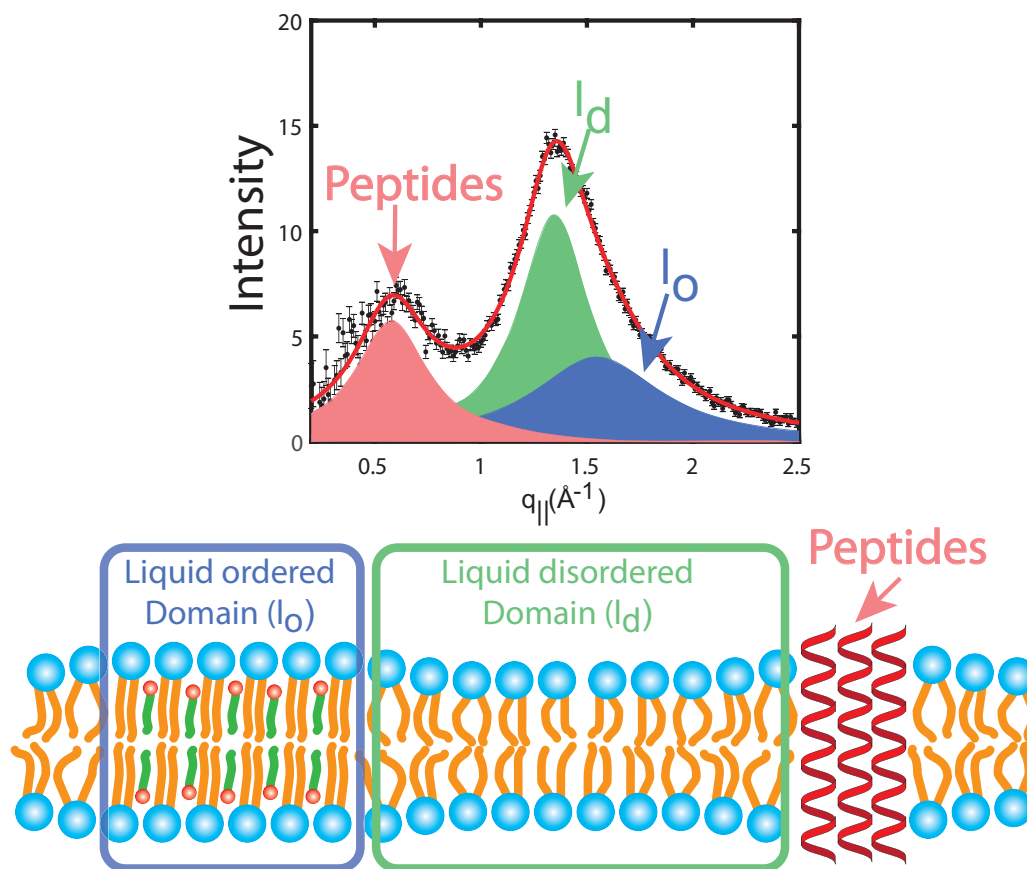 20
15
10
5
0
Intensity
Peptides
l_d
l_o
0.5
1
1.5
2
2.5
q_||(Å^-1)
Peptides
Liquid ordered
Domain (l_o)
Liquid disordered
Domain (l_d)